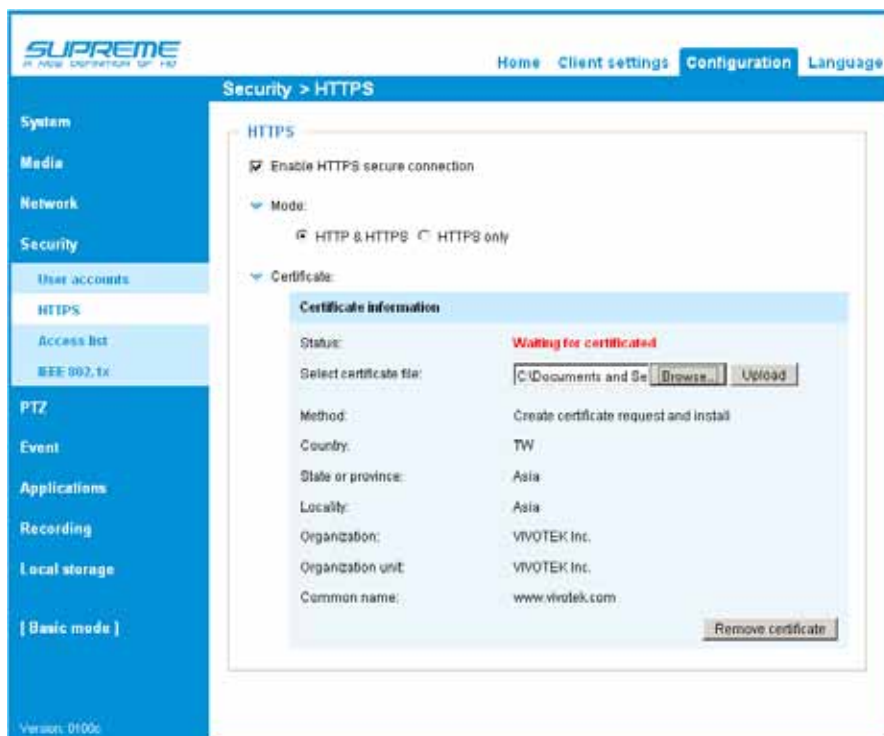 SUPREME
A NEW DEFINITION OF HD
Home Client settings Configuration Language
Security > HTTPS
System
Media
Network
Security
User accounts
HTTPS
Access list
IEEE 802.1x
PTZ
Event
Applications
Recording
Local storage
[ Basic mode ]
Version: 0100c
HTTPS
Enable HTTPS secure connection
Mode:
HTTP & HTTPS HTTPS only
Certificate:
Certificate information
Status: Waiting for certificated
Select certificate file: C:\Documents and Se Browse... Upload
Method: Create certificate request and install
Country: TW
State or province: Asia
Locality: Asia
Organization: VIVOTEK Inc.
Organization unit: VIVOTEK Inc.
Common name: www.vivotek.com
Remove certificate